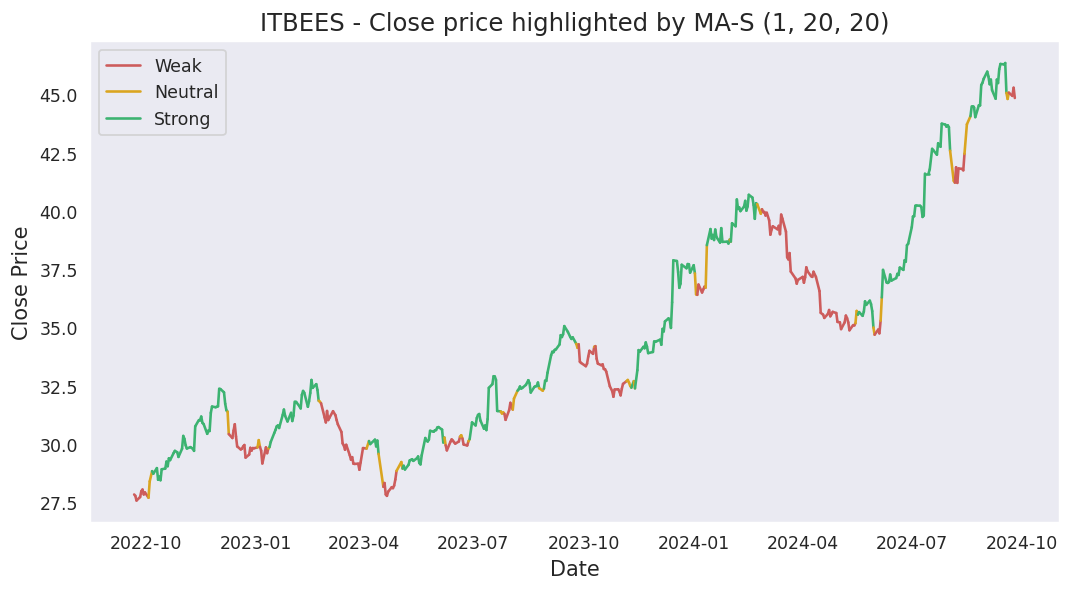 ITBEES - Close price highlighted by MA-S (1, 20, 20)
Weak
Neutral
Strong
45.0
42.5
40.0
37.5
35.0
32.5
30.0
27.5
Close Price
2022-10 2023-01 2023-04 2023-07 2023-10 2024-01 2024-04 2024-07 2024-10
Date